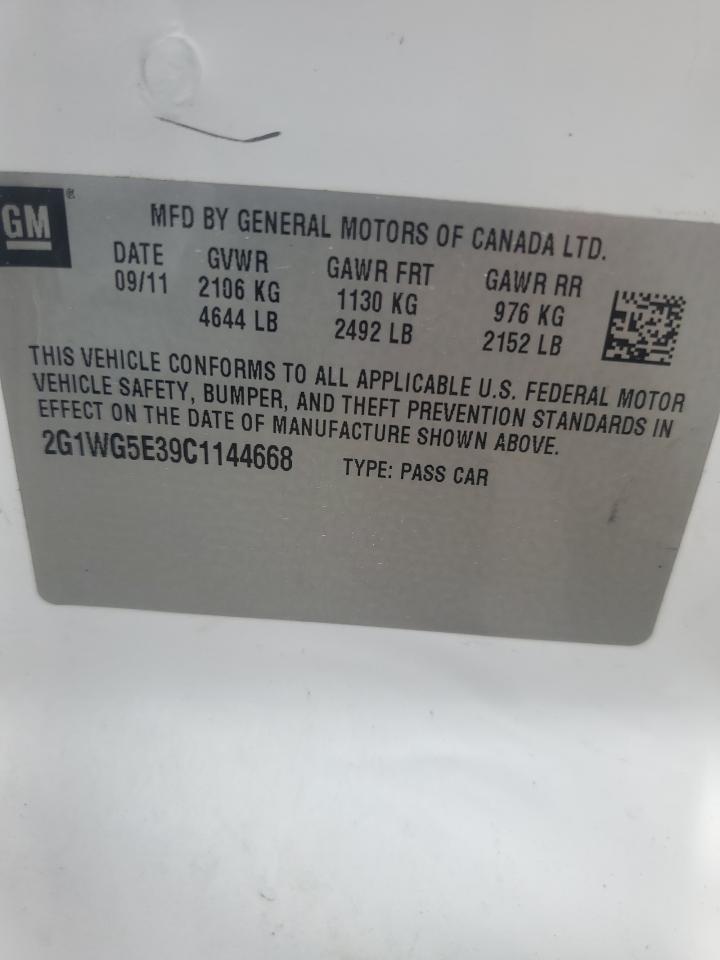 GM®
MFD BY GENERAL MOTORS OF CANADA LTD.
DATE GVWR GAWR FRT GAWR RR
09/11 2106 KG 1130 KG 976 KG
4644 LB 2492 LB 2152 LB
THIS VEHICLE CONFORMS TO ALL APPLICABLE U.S. FEDERAL MOTOR
VEHICLE SAFETY, BUMPER, AND THEFT PREVENTION STANDARDS IN
EFFECT ON THE DATE OF MANUFACTURE SHOWN ABOVE.
2G1WG5E39C1144668 TYPE: PASS CAR